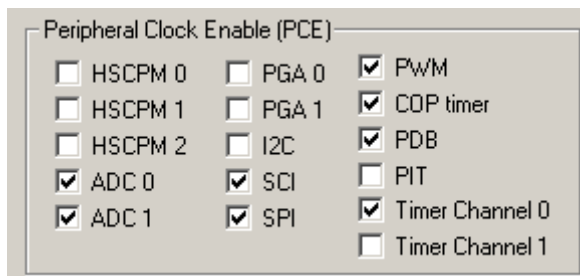 Peripheral Clock Enable (PCE)
HSCPM 0
HSCPM 1
HSCPM 2
ADC 0
ADC 1
PGA 0
PGA 1
I2C
SCI
SPI
PWM
COP timer
PDB
PIT
Timer Channel 0
Timer Channel 1